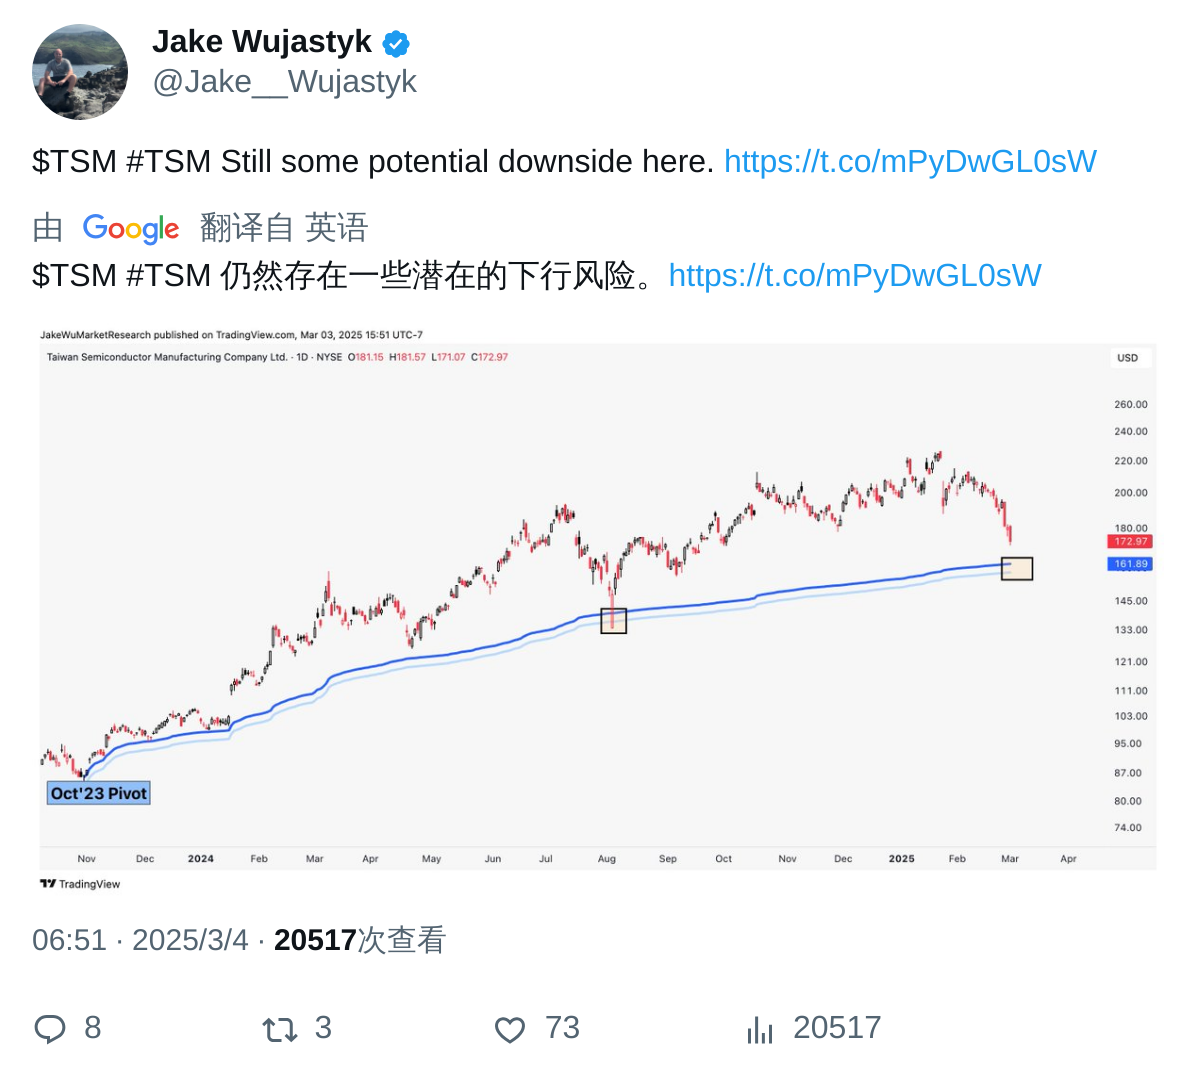 Jake Wujastyk
@Jake__Wujastyk
$TSM #TSM Still some potential downside here. https://t.co/mPyDwGL0sW
由 Google 翻译自 英语
$TSM #TSM 仍然存在一些潜在的下行风险。https://t.co/mPyDwGL0sW
JakeWuMarketResearch published on TradingView.com, Mar 03, 2025 15:51 UTC-7
Taiwan Semiconductor Manufacturing Company Ltd. · 1D · NYSE O181.15 H181.57 L171.07 C172.97
USD
260.00
240.00
220.00
200.00
180.00
172.97
161.89
145.00
133.00
121.00
111.00
103.00
95.00
87.00
80.00
74.00
Oct'23 Pivot
Nov Dec 2024 Feb Mar Apr May Jun Jul Aug Sep Oct Nov Dec 2025 Feb Mar Apr
TradingView
06:51 · 2025/3/4 · 20517次查看
8 3 73 20517